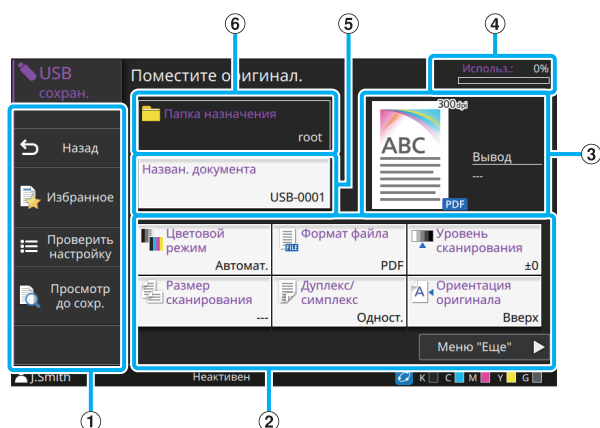 ⑥
⑤
④
USB
сохран.
Поместите оригинал.
Использ.: 0%
Папка назначения
root
300dpi
ABC
PDF
Вывод
---
③
Назад
Избранное
Проверить
настройку
Просмотр
до сохр.
Назван. документа
USB-0001
Цветовой
режим
Автомат.
Формат файла
FILE
PDF
Уровень
сканирования
±0
Размер
сканирования
---
Дуплекс/
симплекс
Одност.
A
Ориентация
оригинала
Вверх
Меню "Еще"
J.Smith
Неактивен
K C M Y G
①
②